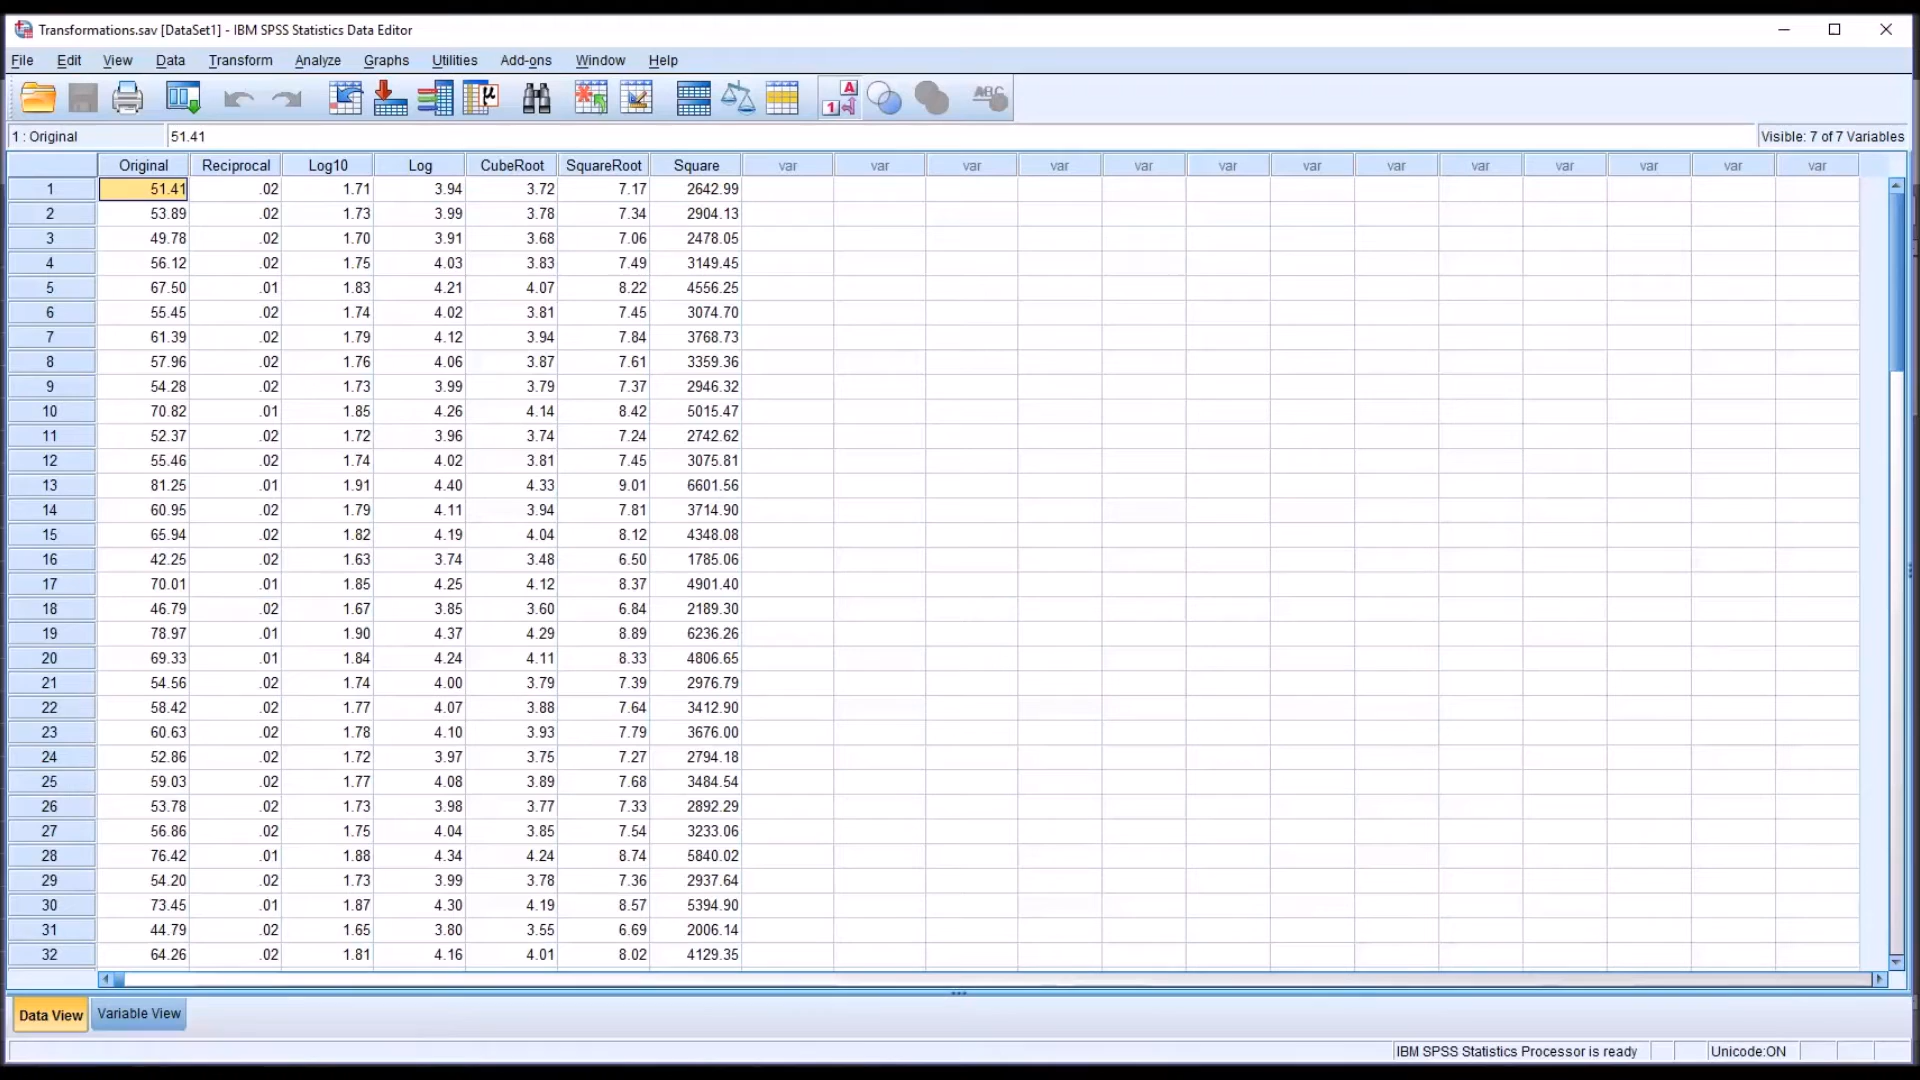 Transformations.sav [DataSet1] - IBM SPSS Statistics Data Editor
File Edit View Data Transform Analyze Graphs Utilities Add-ons Window Help
1 : Original 51.41 Visible: 7 of 7 Variables
Original Reciprocal Log10 Log CubeRoot SquareRoot Square var var var var var var var var var var var var var
1 51.41 .02 1.71 3.94 3.72 7.17 2642.99
2 53.89 .02 1.73 3.99 3.78 7.34 2904.13
3 49.78 .02 1.70 3.91 3.68 7.06 2478.05
4 56.12 .02 1.75 4.03 3.83 7.49 3149.45
5 67.50 .01 1.83 4.21 4.07 8.22 4556.25
6 55.45 .02 1.74 4.02 3.81 7.45 3074.70
7 61.39 .02 1.79 4.12 3.94 7.84 3768.73
8 57.96 .02 1.76 4.06 3.87 7.61 3359.36
9 54.28 .02 1.73 3.99 3.79 7.37 2946.32
10 70.82 .01 1.85 4.26 4.14 8.42 5015.47
11 52.37 .02 1.72 3.96 3.74 7.24 2742.62
12 55.46 .02 1.74 4.02 3.81 7.45 3075.81
13 81.25 .01 1.91 4.40 4.33 9.01 6601.56
14 60.95 .02 1.79 4.11 3.94 7.81 3714.90
15 65.94 .02 1.82 4.19 4.04 8.12 4348.08
16 42.25 .02 1.63 3.74 3.48 6.50 1785.06
17 70.01 .01 1.85 4.25 4.12 8.37 4901.40
18 46.79 .02 1.67 3.85 3.60 6.84 2189.30
19 78.97 .01 1.90 4.37 4.29 8.89 6236.26
20 69.33 .01 1.84 4.24 4.11 8.33 4806.65
21 54.56 .02 1.74 4.00 3.79 7.39 2976.79
22 58.42 .02 1.77 4.07 3.88 7.64 3412.90
23 60.63 .02 1.78 4.10 3.93 7.79 3676.00
24 52.86 .02 1.72 3.97 3.75 7.27 2794.18
25 59.03 .02 1.77 4.08 3.89 7.68 3484.54
26 53.78 .02 1.73 3.98 3.77 7.33 2892.29
27 56.86 .02 1.75 4.04 3.85 7.54 3233.06
28 76.42 .01 1.88 4.34 4.24 8.74 5840.02
29 54.20 .02 1.73 3.99 3.78 7.36 2937.64
30 73.45 .01 1.87 4.30 4.19 8.57 5394.90
31 44.79 .02 1.65 3.80 3.55 6.69 2006.14
32 64.26 .02 1.81 4.16 4.01 8.02 4129.35
Data View Variable View
IBM SPSS Statistics Processor is ready Unicode:ON